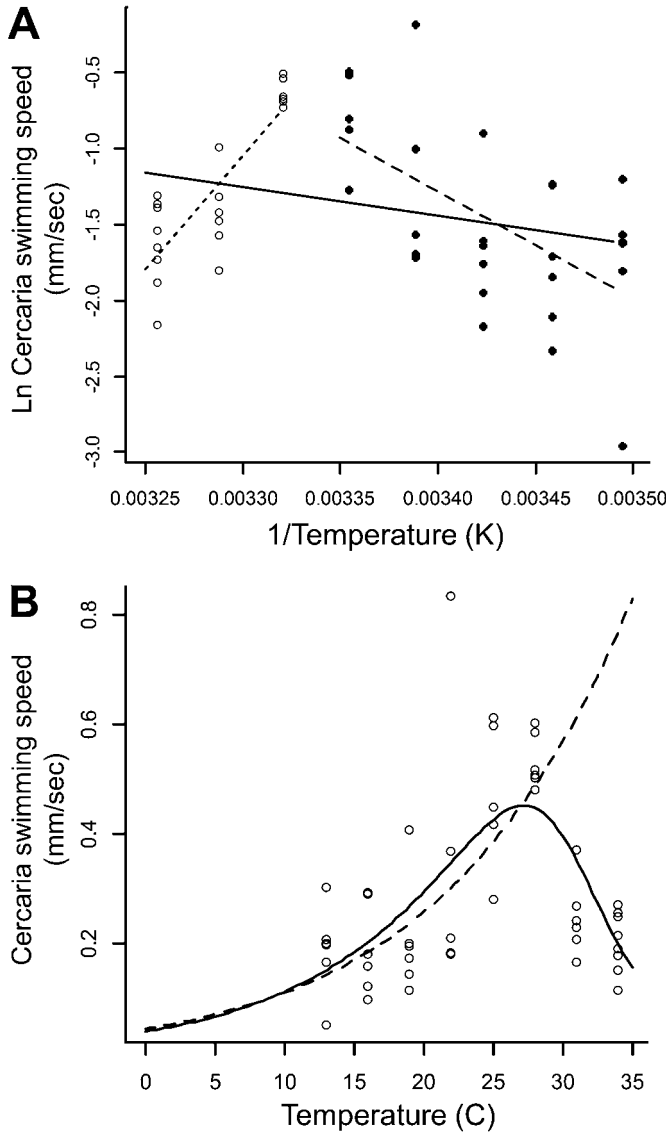 A
Ln Cercaria swimming speed
(mm/sec)
-0.5
-1.0
-1.5
-2.0
-2.5
-3.0
0.00325 0.00330 0.00335 0.00340 0.00345 0.00350
1/Temperature (K)
B
Cercaria swimming speed
(mm/sec)
0.8
0.6
0.4
0.2
0 5 10 15 20 25 30 35
Temperature (C)